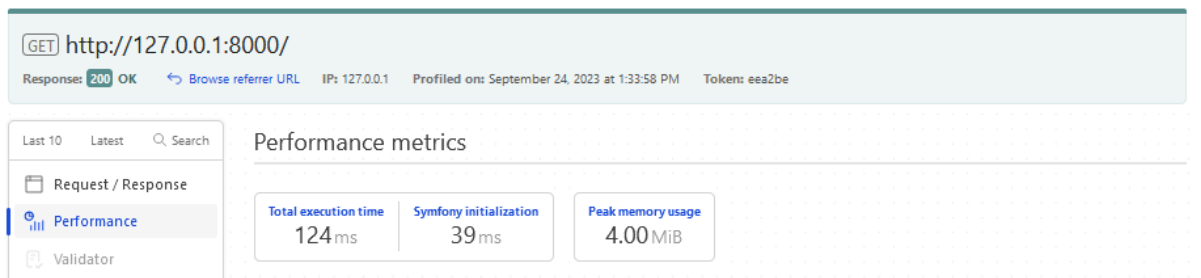 GET http://127.0.0.1:8000/
Response: 200 OK Browse referrer URL IP: 127.0.0.1 Profiled on: September 24, 2023 at 1:33:58 PM Token: eea2be
Last 10 Latest Search
Request / Response
Performance
Validator
Performance metrics
Total execution time
124 ms
Symfony initialization
39 ms
Peak memory usage
4.00 MiB